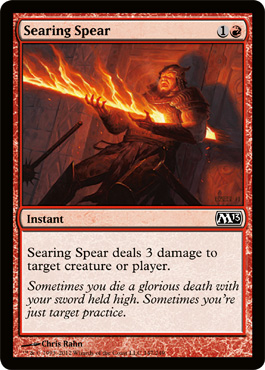 Searing Spear 1
Instant M13
Searing Spear deals 3 damage to
target creature or player.
Sometimes you die a glorious death with
your sword held high. Sometimes you're
just target practice.
Chris Rahn